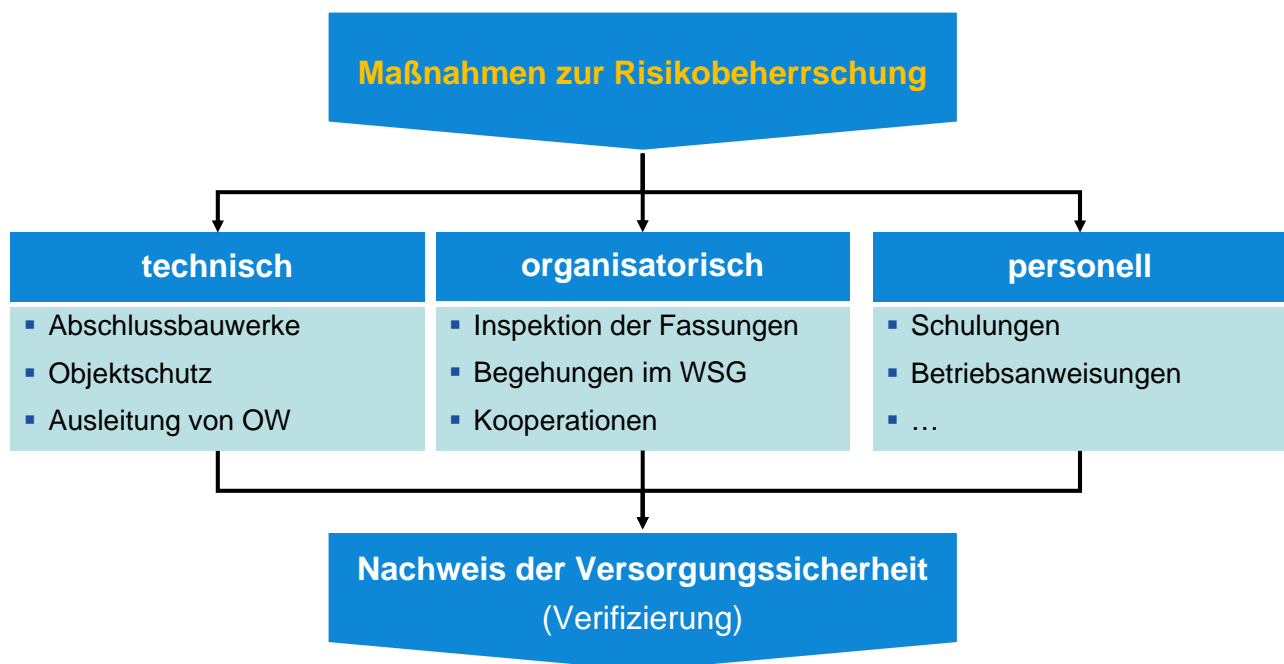 Maßnahmen zur Risikobeherrschung
technisch
▪ Abschlussbauwerke
▪ Objektschutz
▪ Ausleitung von OW
organisatorisch
▪ Inspektion der Fassungen
▪ Begehungen im WSG
▪ Kooperationen
personell
▪ Schulungen
▪ Betriebsanweisungen
▪ …
Nachweis der Versorgungssicherheit
(Verifizierung)